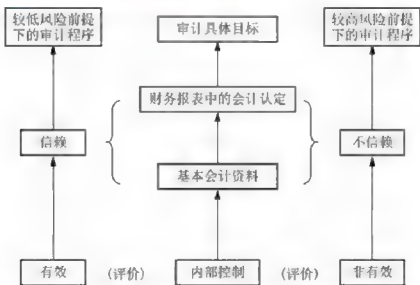 较低风险前提
下的审计程序
审计具体目标
较高风险前提
下的审计程序
财务报表中的会计认定
信赖
不信赖
基本会计资料
有效
(评价)
内部控制
(评价)
非有效